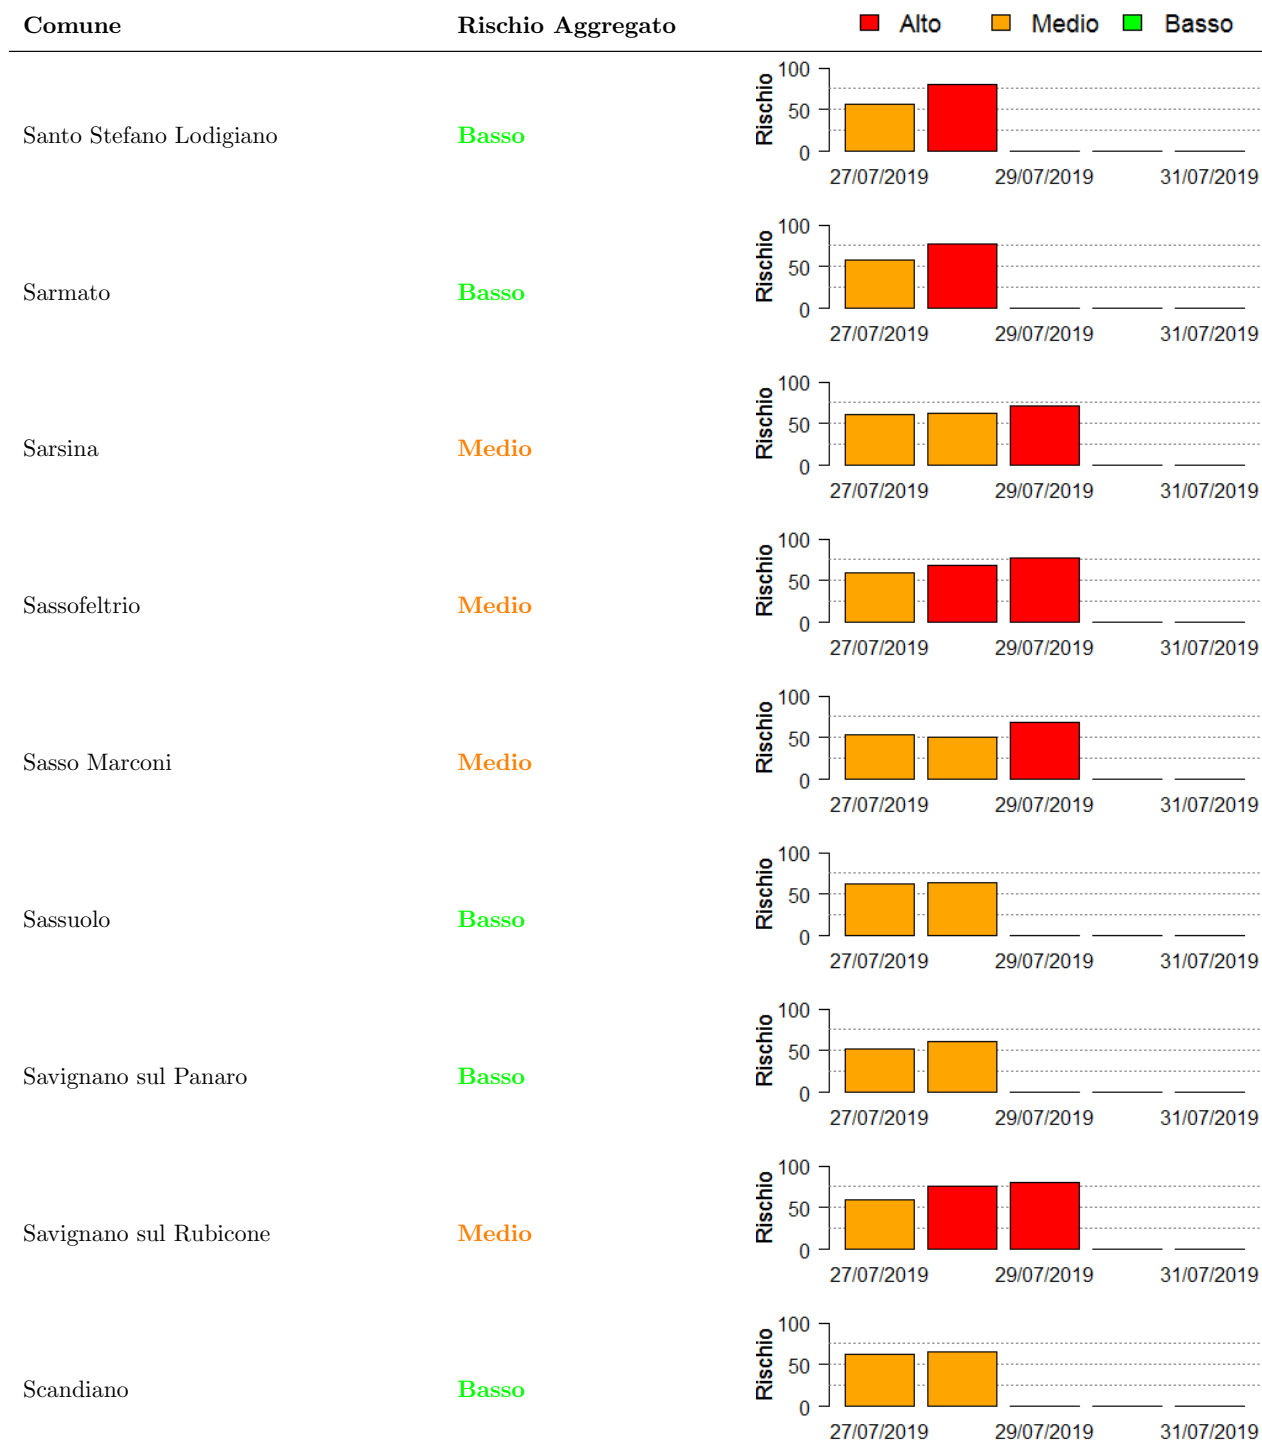 Comune Rischio Aggregato Alto Medio Basso
Santo Stefano Lodigiano Basso Rischio 100 50 0
27/07/2019 29/07/2019 31/07/2019
Sarmato Basso Rischio 100 50 0
27/07/2019 29/07/2019 31/07/2019
Sarsina Medio Rischio 100 50 0
27/07/2019 29/07/2019 31/07/2019
Sassofeltrio Medio Rischio 100 50 0
27/07/2019 29/07/2019 31/07/2019
Sasso Marconi Medio Rischio 100 50 0
27/07/2019 29/07/2019 31/07/2019
Sassuolo Basso Rischio 100 50 0
27/07/2019 29/07/2019 31/07/2019
Savignano sul Panaro Basso Rischio 100 50 0
27/07/2019 29/07/2019 31/07/2019
Savignano sul Rubicone Medio Rischio 100 50 0
27/07/2019 29/07/2019 31/07/2019
Scandiano Basso Rischio 100 50 0
27/07/2019 29/07/2019 31/07/2019